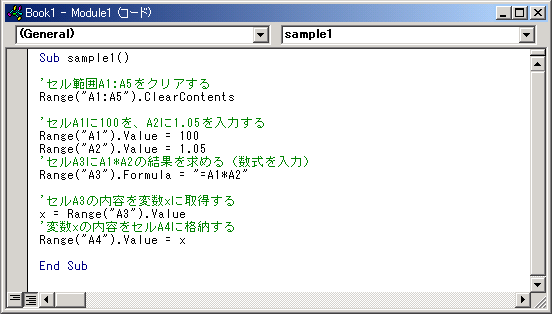 Book1 - Module1 (コード)
(General)
sample1
Sub sample1()
'セル範囲A1:A5をクリアする
Range("A1:A5").ClearContents
'セルA1に100を、A2に1.05を入力する
Range("A1").Value = 100
Range("A2").Value = 1.05
'セルA3にA1*A2の結果を求める（数式を入力）
Range("A3").Formula = "=A1*A2"
'セルA3の内容を変数xに取得する
x = Range("A3").Value
'変数xの内容をセルA4に格納する
Range("A4").Value = x
End Sub